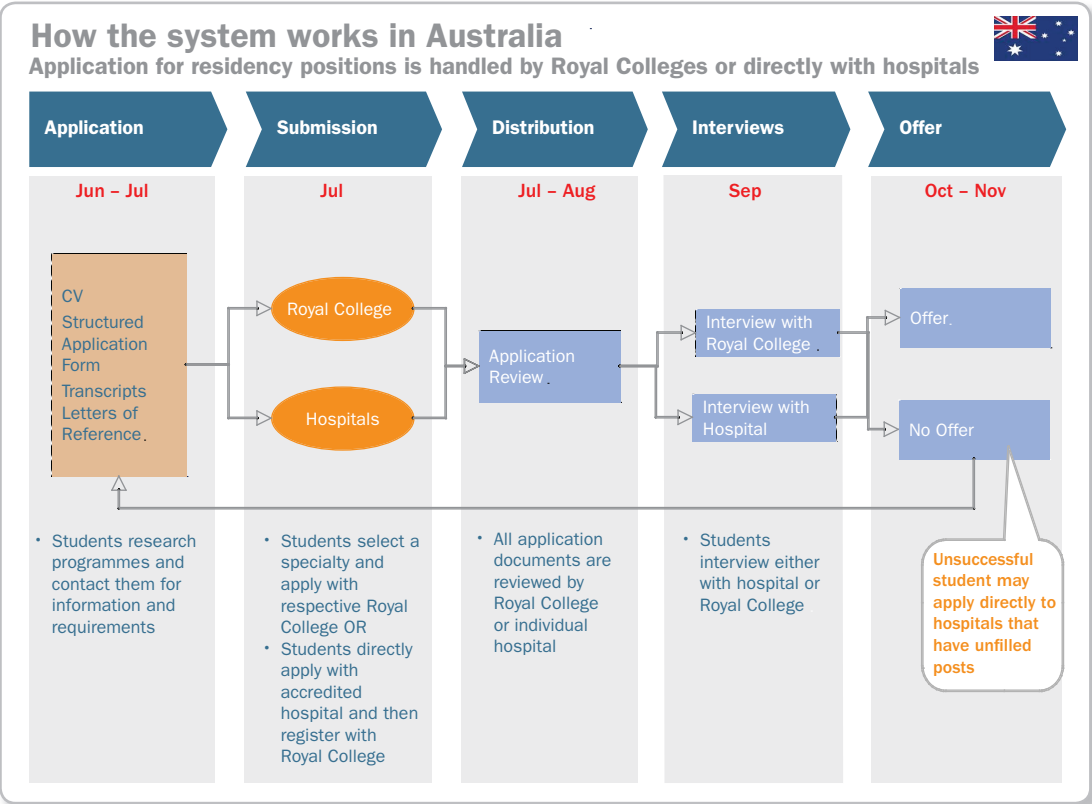 How the system works in Australia
Application for residency positions is handled by Royal Colleges or directly with hospitals
Application
Submission
Distribution
Interviews
Offer
Jun – Jul
Jul
Jul – Aug
Sep
Oct – Nov
CV
Structured
Application
Form
Transcripts
Letters of
Reference.
Royal College
Hospitals
Application
Review .
Interview with
Royal College .
Interview with
Hospital
Offer.
No Offer
• Students research
programmes and
contact them for
information and
requirements
• Students select a
specialty and
apply with
respective Royal
College OR
• Students directly
apply with
accredited
hospital and then
register with
Royal College
• All application
documents are
reviewed by
Royal College
or individual
hospital
• Students
interview either
with hospital or
Royal College
Unsuccessful
student may
apply directly to
hospitals that
have unfilled
posts